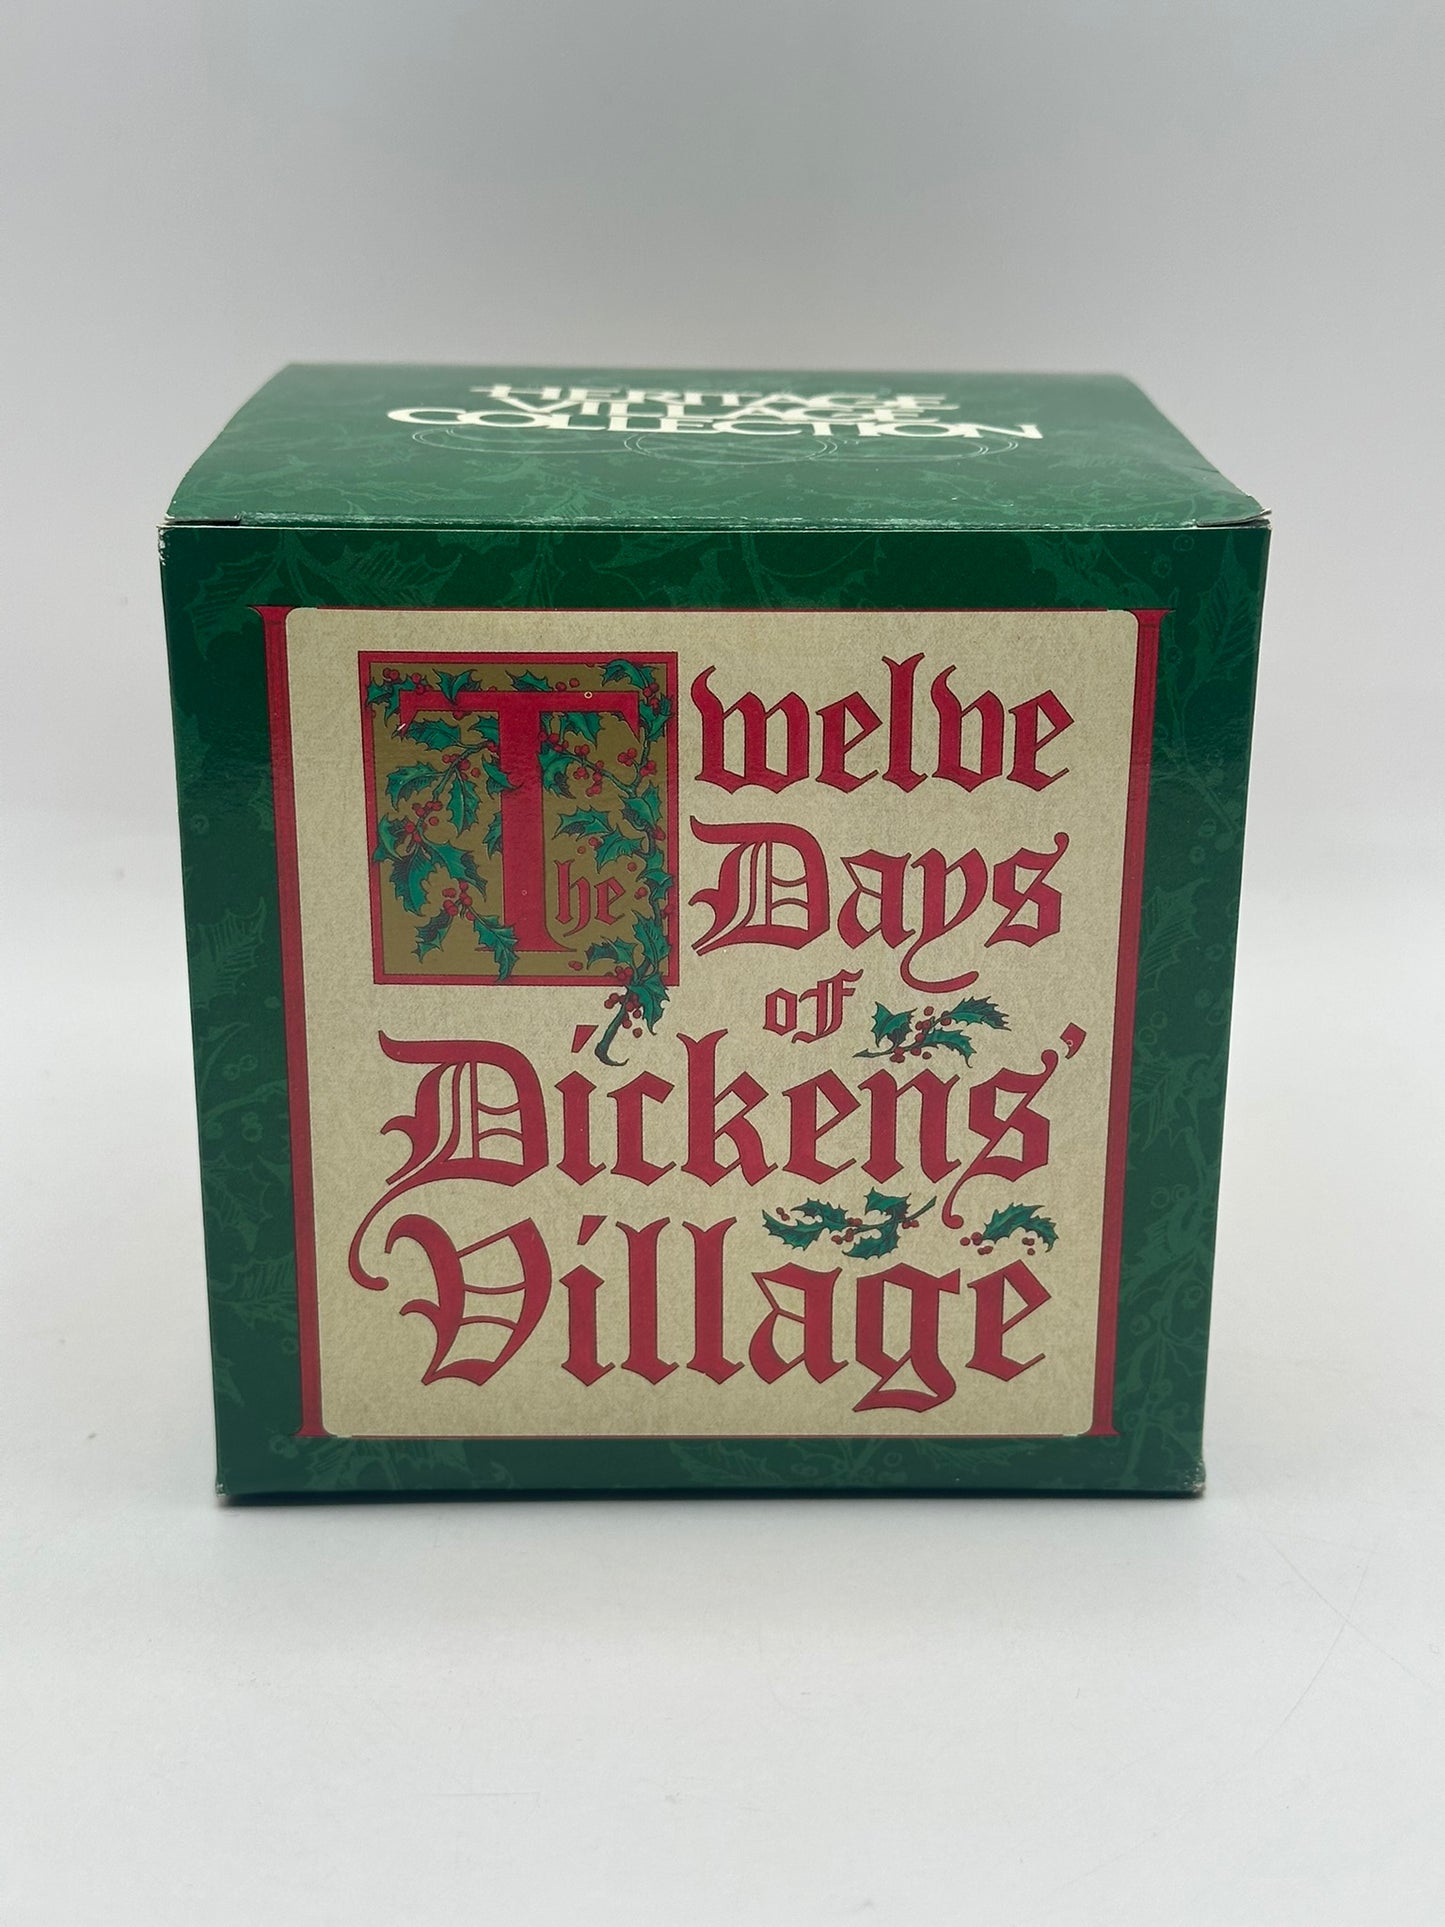 HERITAGE
VILLAGE
COLLECTION
The Twelve
Days
of
Dickens'
Village